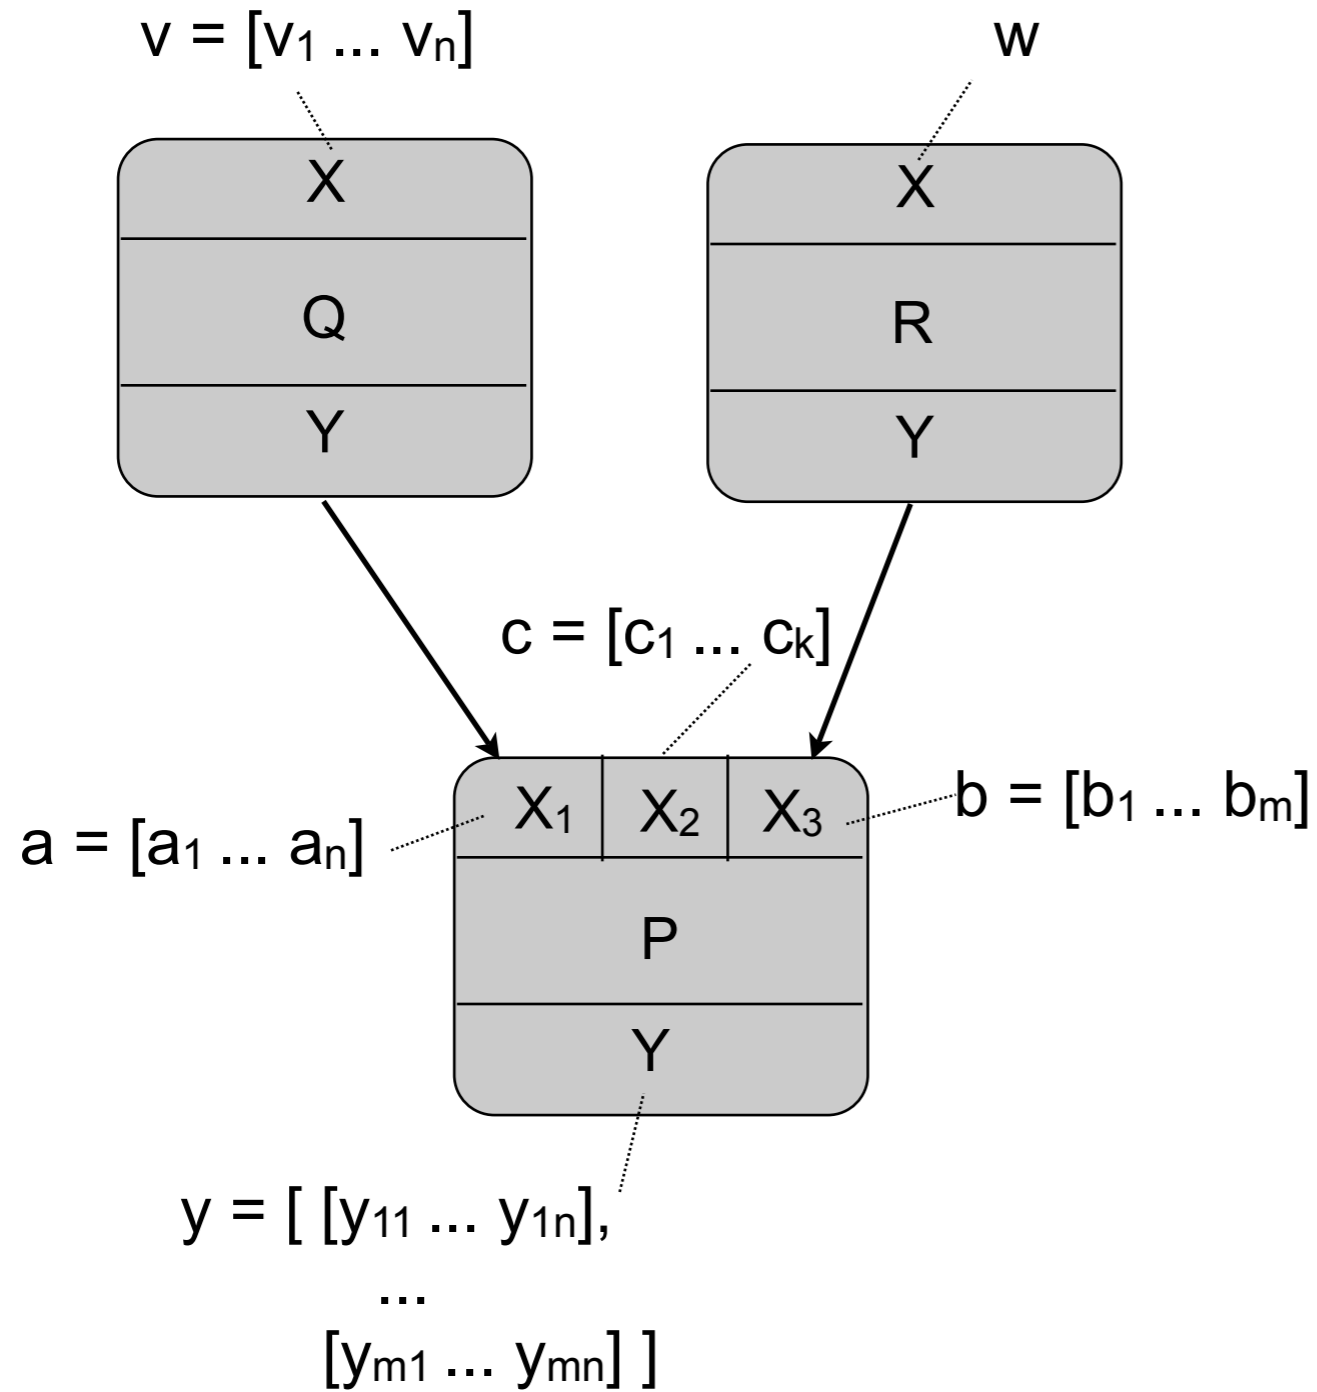 v = [v₁ ... vₙ]
w
X
X
Q
R
Y
Y
c = [c₁ ... cₖ]
a = [a₁ ... aₙ]
X₁ X₂ X₃
b = [b₁ ... bₘ]
P
Y
y = [ [y₁₁ ... y₁ₙ],
...
[yₘ₁ ... yₘₙ] ]